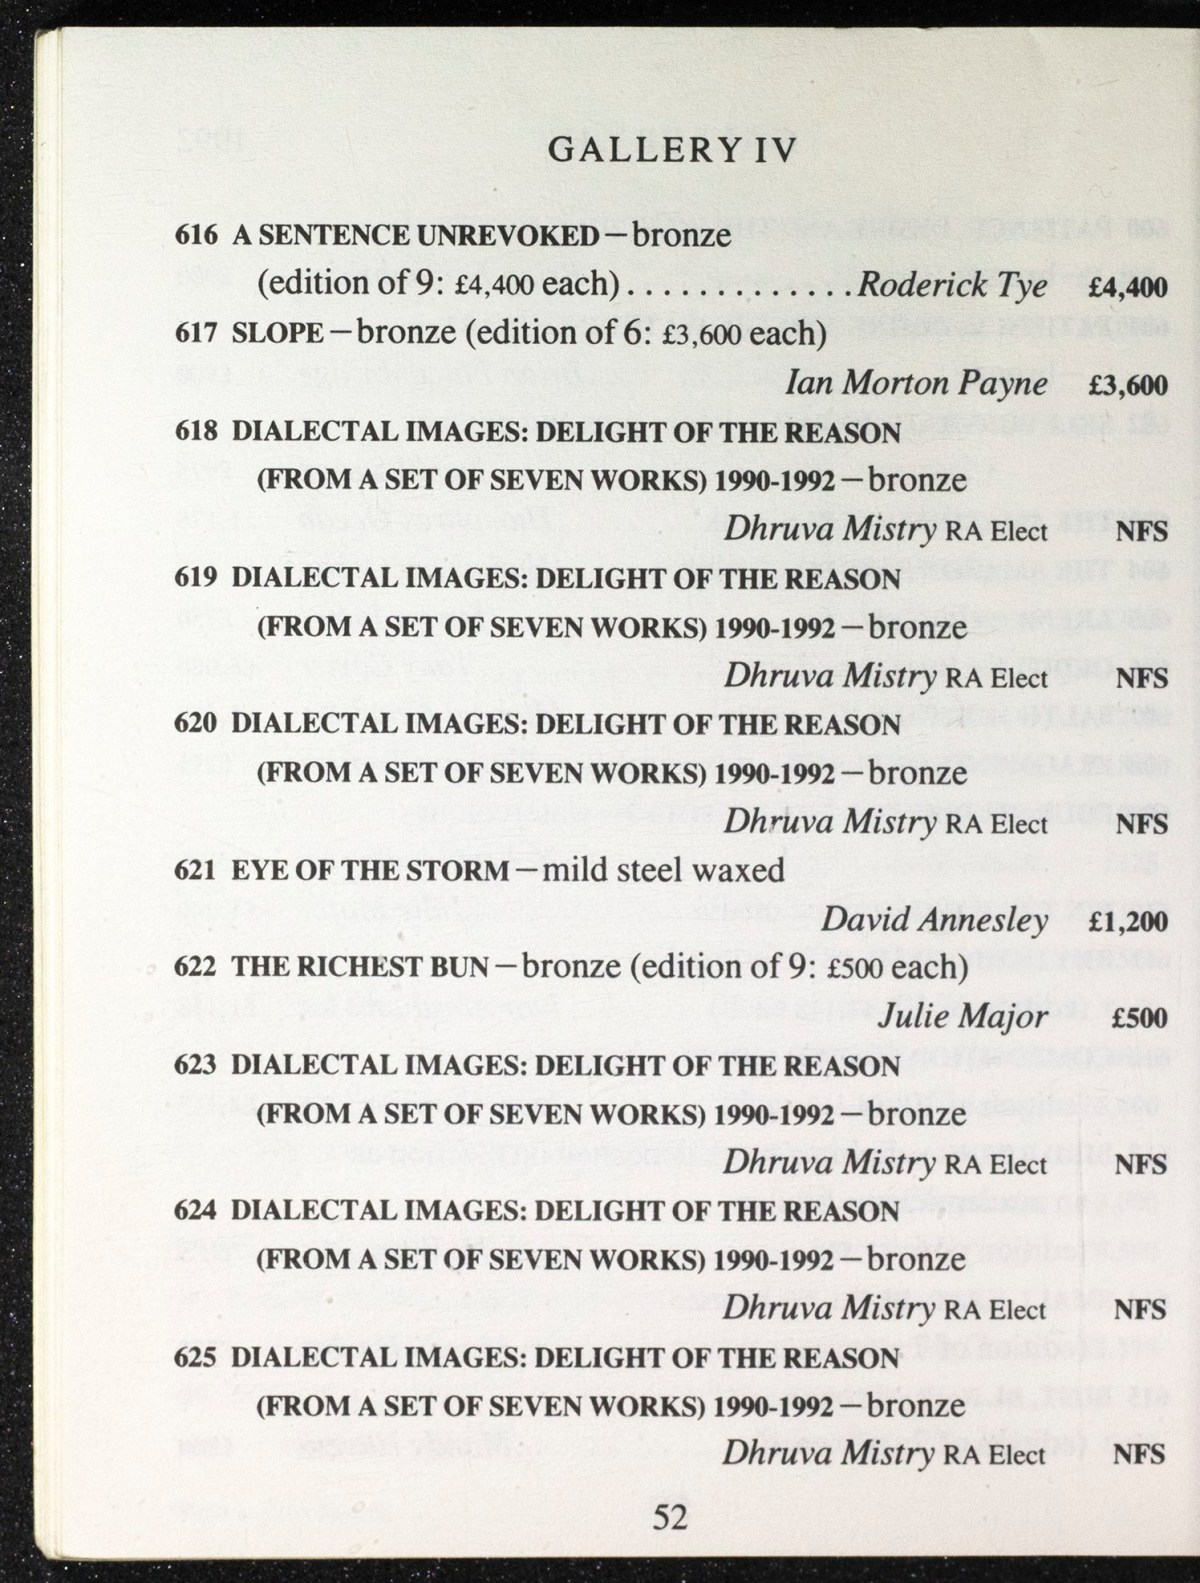 GALLERY IV
616 A SENTENCE UNREVOKED—bronze
(edition of 9: £4,400 each) . . . . . . . . . . . . . . Roderick Tye £4,400
617 SLOPE—bronze (edition of 6: £3,600 each)
Ian Morton Payne £3,600
618 DIALECTAL IMAGES: DELIGHT OF THE REASON
(FROM A SET OF SEVEN WORKS) 1990-1992—bronze
Dhruva Mistry RA Elect NFS
619 DIALECTAL IMAGES: DELIGHT OF THE REASON
(FROM A SET OF SEVEN WORKS) 1990-1992—bronze
Dhruva Mistry RA Elect NFS
620 DIALECTAL IMAGES: DELIGHT OF THE REASON
(FROM A SET OF SEVEN WORKS) 1990-1992—bronze
Dhruva Mistry RA Elect NFS
621 EYE OF THE STORM—mild steel waxed
David Annesley £1,200
622 THE RICHEST BUN—bronze (edition of 9: £500 each)
Julie Major £500
623 DIALECTAL IMAGES: DELIGHT OF THE REASON
(FROM A SET OF SEVEN WORKS) 1990-1992—bronze
Dhruva Mistry RA Elect NFS
624 DIALECTAL IMAGES: DELIGHT OF THE REASON
(FROM A SET OF SEVEN WORKS) 1990-1992—bronze
Dhruva Mistry RA Elect NFS
625 DIALECTAL IMAGES: DELIGHT OF THE REASON
(FROM A SET OF SEVEN WORKS) 1990-1992—bronze
Dhruva Mistry RA Elect NFS
52